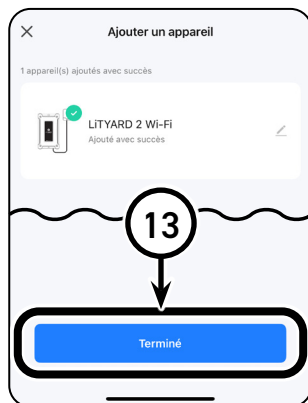 Ajouter un appareil
1 appareil(s) ajoutés avec succès
LiTYARD 2 Wi-Fi
Ajouté avec succès
13
Terminé